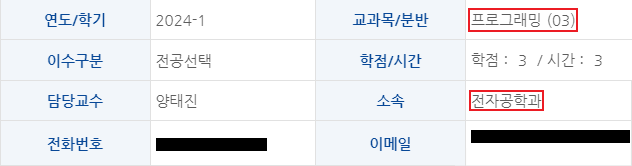 연도/학기 2024-1 교과목/분반 프로그래밍 (03)
이수구분 전공선택 학점/시간 학점 : 3 / 시간 : 3
담당교수 양태진 소속 전자공학과
전화번호 이메일